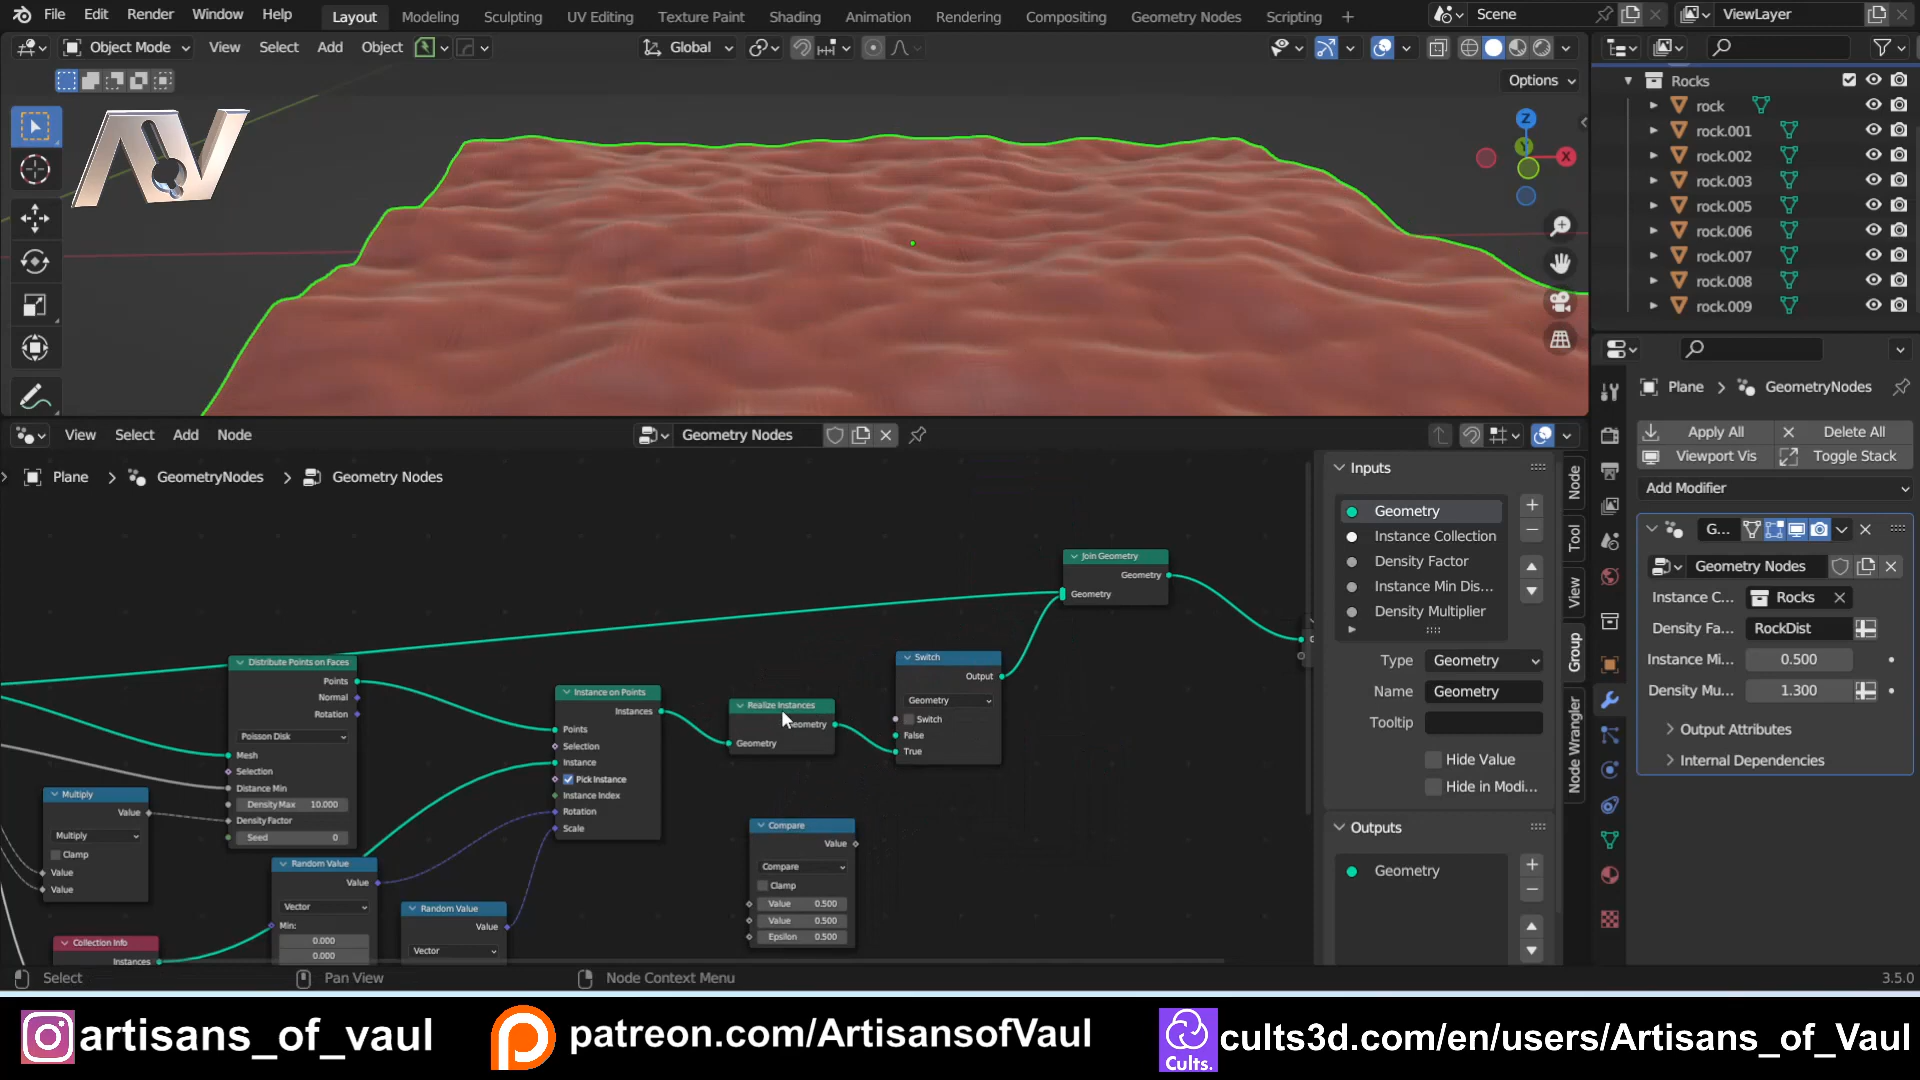 File Edit Render Window Help Layout Modeling Sculpting UV Editing Texture Paint Shading Animation Rendering Compositing Geometry Nodes Scripting + Scene ViewLayer
Object Mode View Select Add Object Global
Options
AV
Z
Y
X
Rocks
rock
rock.001
rock.002
rock.003
rock.005
rock.006
rock.007
rock.008
rock.009
Plane > GeometryNodes
Apply All Delete All
Viewport Vis Toggle Stack
Add Modifier
G...
Geometry Nodes
Instance C... Rocks
Density Fa... RockDist
Instance Mi... 0.500
Density Mu... 1.300
Output Attributes
Internal Dependencies
View Select Add Node Geometry Nodes
Plane > GeometryNodes > Geometry Nodes
Join Geometry
Geometry
Geometry
Distribute Points on Faces
Points
Normal
Rotation
Poisson Disk
Mesh
Selection
Distance Min
Density Max 10.000
Density Factor
Seed 0
Instance on Points
Instances
Points
Selection
Instance
Pick Instance
Instance Index
Rotation
Scale
Realize Instances
Geometry
Switch
Output
Geometry
Switch
False
True
Multiply
Value
Multiply
Clamp
Value
Value
Random Value
Value
Vector
Min:
0.000
0.000
Random Value
Value
Vector
Collection Info
Instances
Compare
Value
Compare
Clamp
Value 0.500
Value 0.500
Epsilon 0.500
Inputs
Geometry
Instance Collection
Density Factor
Instance Min Dis...
Density Multiplier
Type Geometry
Name Geometry
Tooltip
Hide Value
Hide in Modi...
Outputs
Geometry
Node
Tool
View
Group
Node Wrangler
Select Pan View Node Context Menu 3.5.0
artisans_of_vaul patreon.com/ArtisansofVaul Cults. cults3d.com/en/users/Artisans_of_Vaul